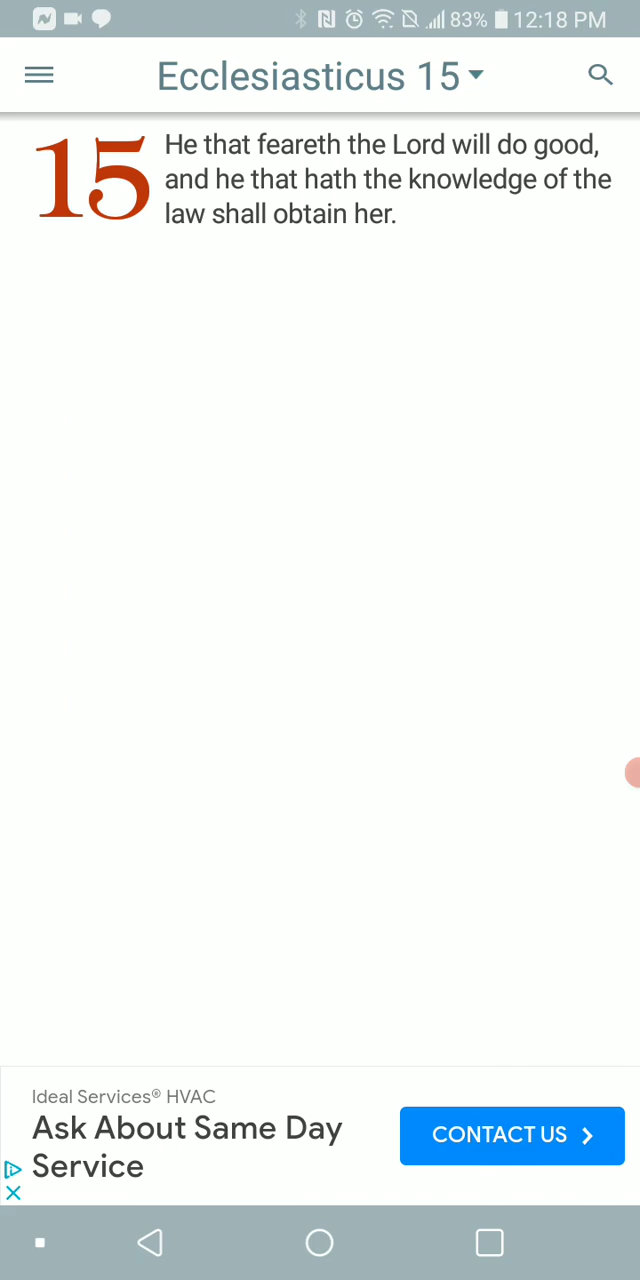 83% 12:18 PM
Ecclesiasticus 15
15 He that feareth the Lord will do good,
and he that hath the knowledge of the
law shall obtain her.
Ideal Services® HVAC
Ask About Same Day
Service
CONTACT US